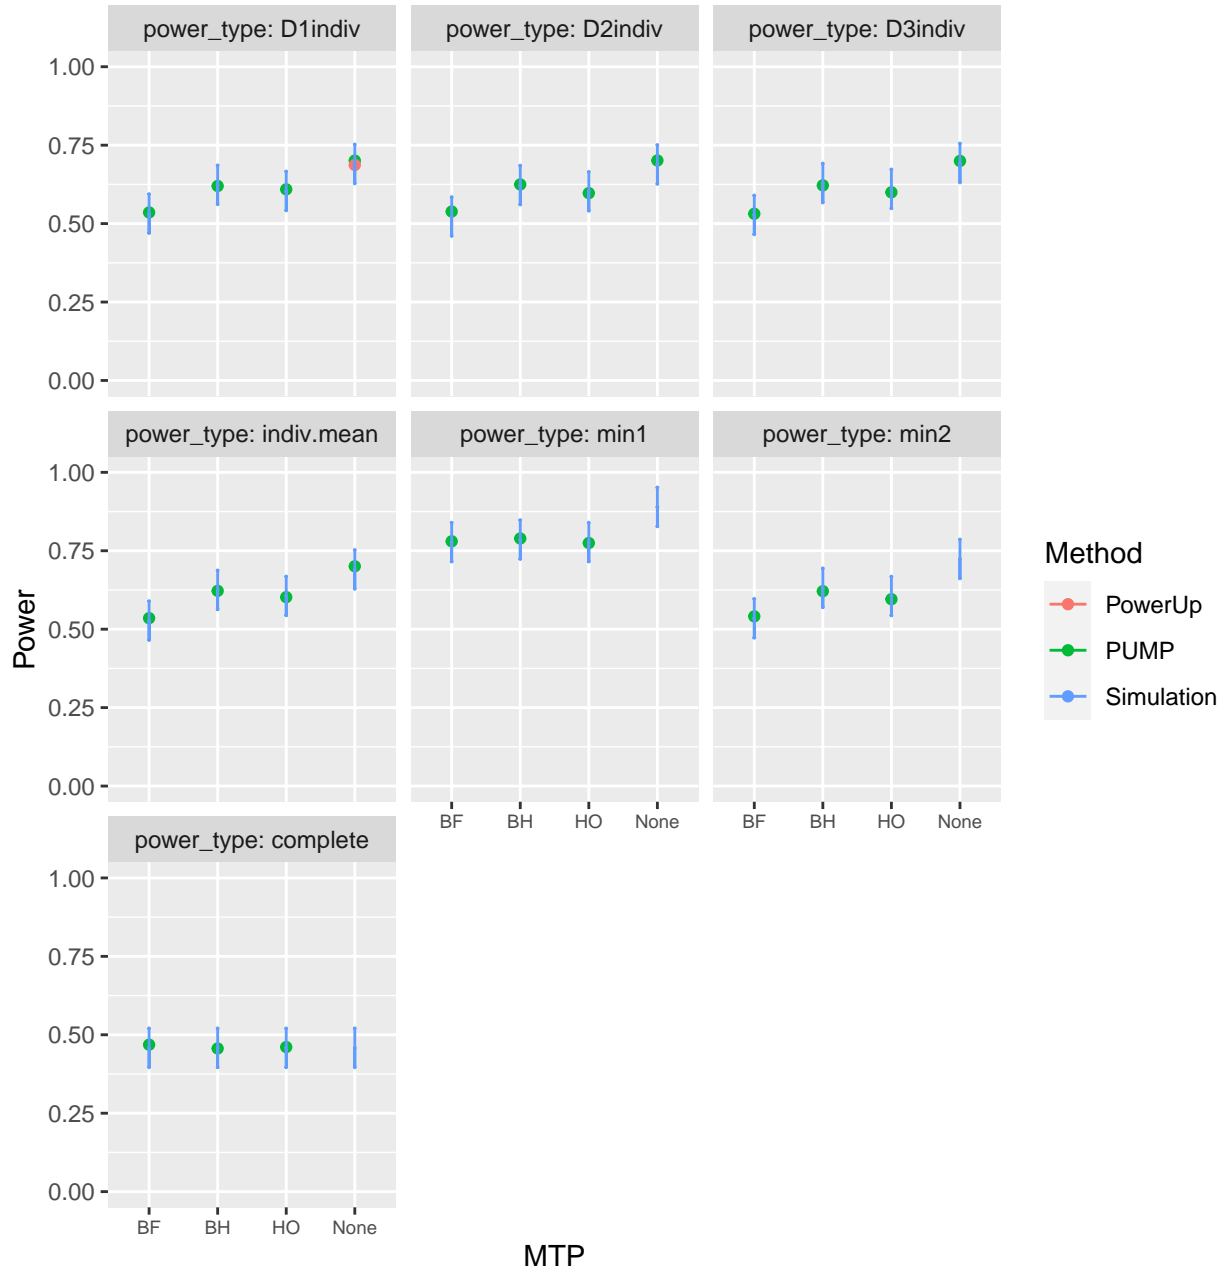 power_type: D1indiv
power_type: D2indiv
power_type: D3indiv
1.00
0.75
0.50
0.25
0.00
power_type: indiv.mean
power_type: min1
power_type: min2
1.00
0.75
0.50
0.25
0.00
BF BH HO None
BF BH HO None
power_type: complete
1.00
0.75
0.50
0.25
0.00
BF BH HO None
MTP
Power
Method
PowerUp
PUMP
Simulation